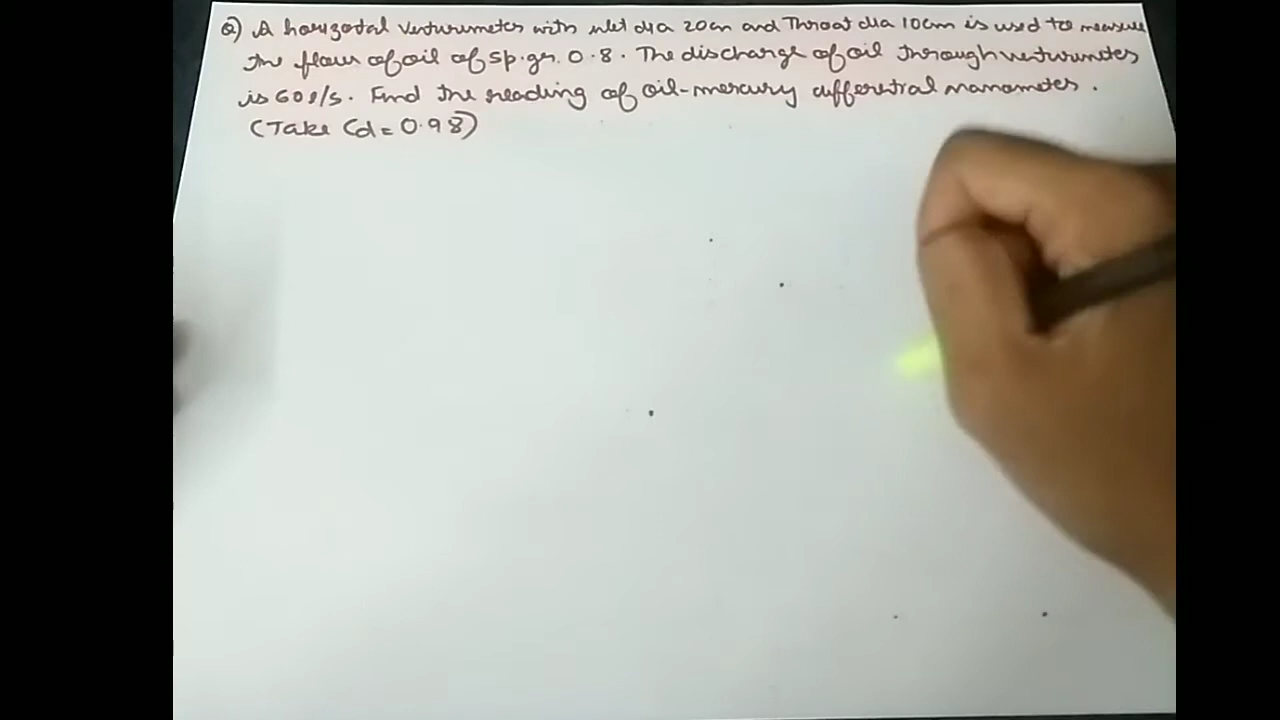 Q) A horizontal Venturimeter with inlet dia 20cm and Throat dia 10cm is used to measure
the flow of oil of Sp. gr. 0.8. The discharge of oil through venturimeter
is 60l/s. Find the reading of oil-mercury differential manometer.
(Take Cd = 0.98)